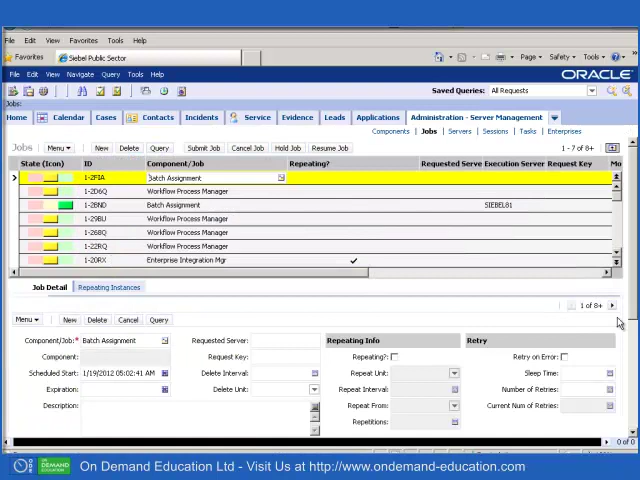 File Edit View Favorites Tools Help
Favorites Siebel Public Sector Page Safety Tools
File Edit View Navigate Query Tools Help ORACLE
Saved Queries: All Requests
Jobs:
Home Calendar Cases Contacts Incidents Service Evidence Leads Applications Administration - Server Management
Components Jobs Servers Sessions Tasks Enterprises
Jobs Menu New Delete Query Submit Job Cancel Job Hold Job Resume Job 1 - 7 of 8+
State (Icon) ID Component/Job Repeating? Requested Serve Execution Server Request Key Mo
1-2FIA Batch Assignment
1-2D6Q Workflow Process Manager
1-2BND Batch Assignment SIEBEL81
1-29BU Workflow Process Manager
1-268Q Workflow Process Manager
1-22RQ Workflow Process Manager
1-20RX Enterprise Integration Mgr
Job Detail Repeating Instances
1 of 8+
Menu New Delete Cancel Query
Component/Job:* Batch Assignment Requested Server: Repeating Info Retry
Component: Request Key: Repeating? Retry on Error:
Scheduled Start: 1/19/2012 05:02:41 AM Delete Interval: Repeat Unit: Sleep Time:
Expiration: Delete Unit: Repeat Interval: Number of Retries:
Description: Repeat From: Current Num of Retries:
Repetitions:
0 of 0
ONE ON DEMAND EDUCATION On Demand Education Ltd - Visit Us at http://www.ondemand-education.com